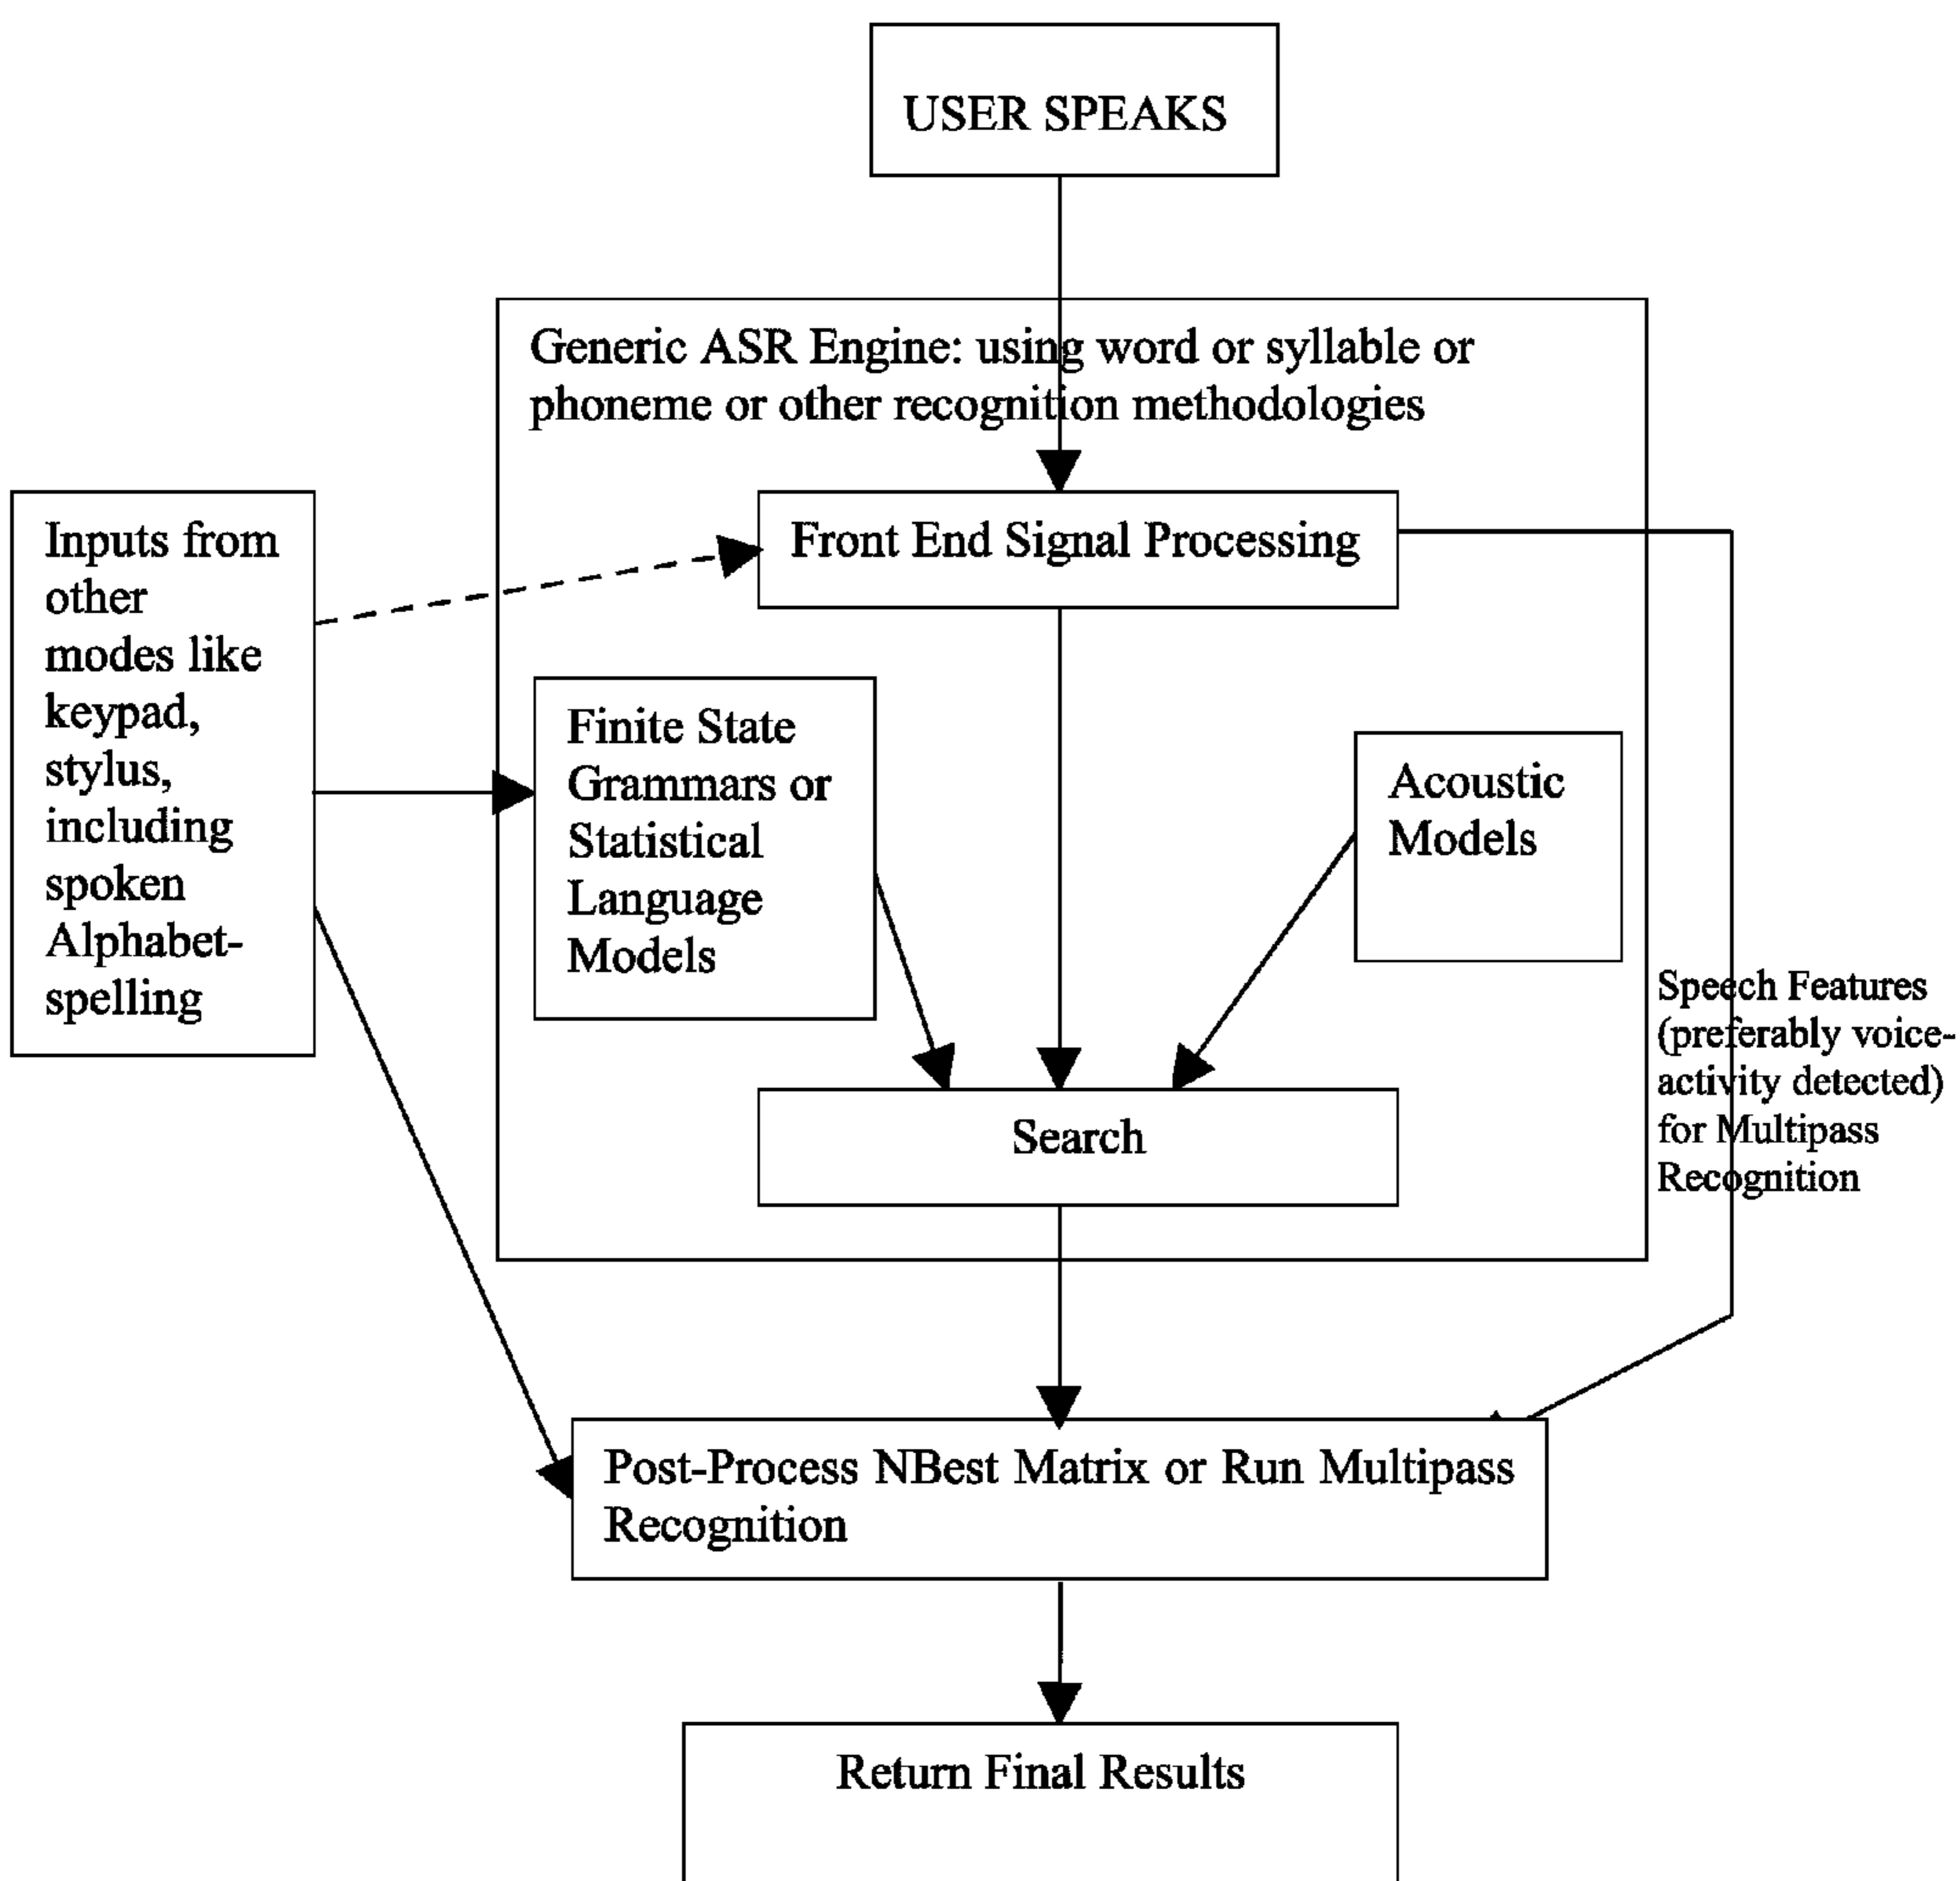 USER SPEAKS
Generic ASR Engine: using word or syllable or
phoneme or other recognition methodologies
Inputs from
other
modes like
keypad,
stylus,
including
spoken
Alphabet-
spelling
Front End Signal Processing
Finite State
Grammars or
Statistical
Language
Models
Acoustic
Models
Speech Features
(preferably voice-
activity detected)
for Multipass
Recognition
Search
Post-Process NBest Matrix or Run Multipass
Recognition
Return Final Results